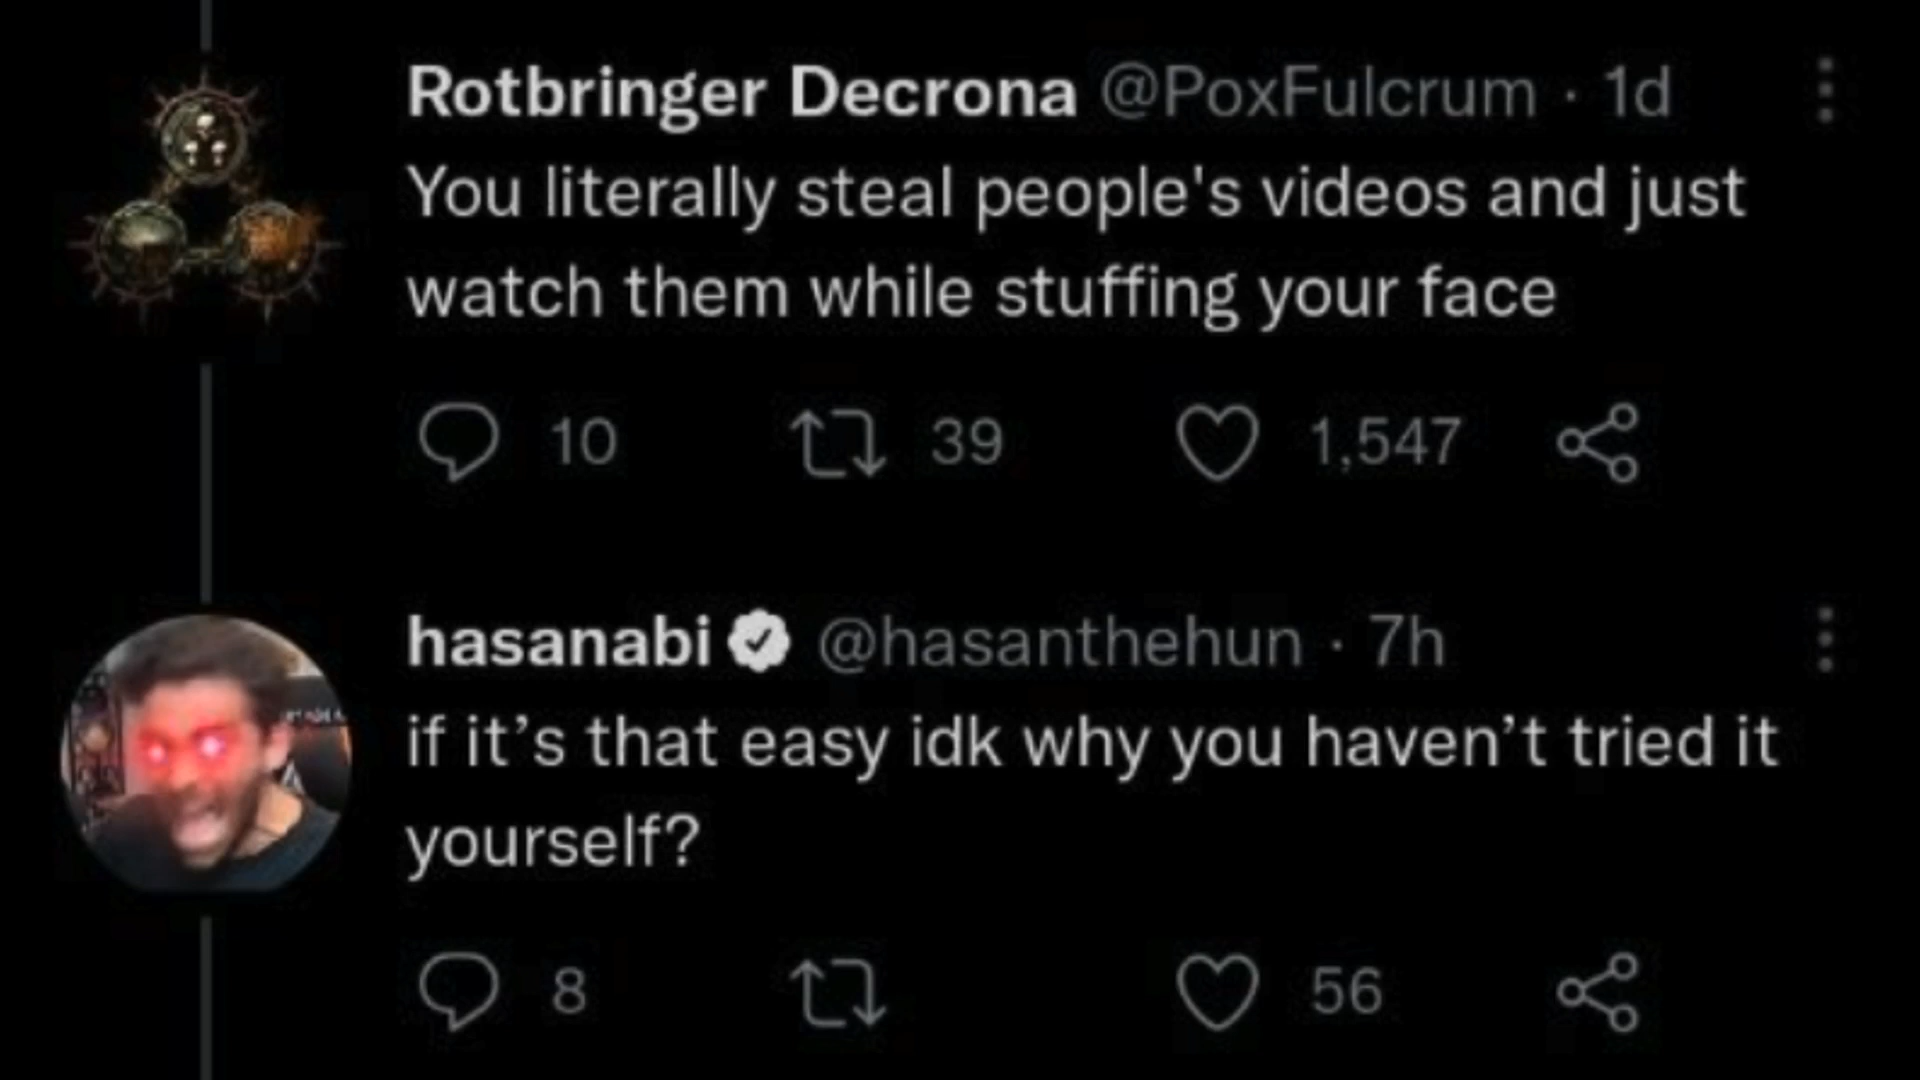 Rotbringer Decrona @PoxFulcrum · 1d
You literally steal people's videos and just
watch them while stuffing your face
10 39 1,547
hasanabi @hasanthehun · 7h
if it’s that easy idk why you haven’t tried it
yourself?
8 56